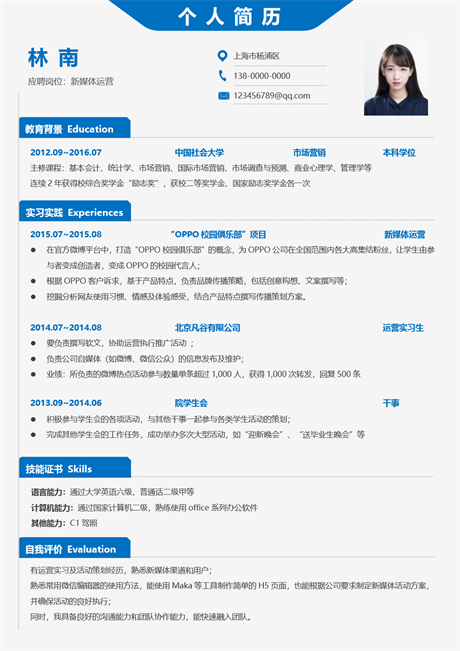 个人简历
林 南
应聘岗位：新媒体运营
上海市杨浦区
138-0000-0000
123456789@qq.com
教育背景 Education
2012.09~2016.07 中国社会大学 市场营销 本科学位
主修课程：基本会计、统计学、市场营销、国际市场营销、市场调查与预测、商业心理学、管理学等
连续 2 年获得校综合奖学金“励志奖”，获校二等奖学金、国家励志奖学金各一次
实习实践 Experiences
2015.07~2015.08 “OPPO 校园俱乐部”项目 新媒体运营
● 在官方微博平台中，打造“OPPO 校园俱乐部”的概念，为 OPPO 公司在全国范围内各大高集结粉丝，让学生由参
与者变成创造者，变成 OPPO 的校园代言人；
● 根据 OPPO 客户诉求，基于产品特点，负责品牌传播策略，包括创意构想、文案撰写等；
● 挖掘分析网友使用习惯、情感及体验感受，结合产品特点撰写传播策划方案。
2014.07~2014.08 北京凡谷有限公司 运营实习生
● 要负责撰写软文，协助运营执行推广活动 ；
● 负责公司自媒体（如微博、微信公众）的信息发布及维护；
● 业绩：所负责的微博热点活动参与数量单条超过 1,000 人，获得 1,000 次转发，回复 500 条
2013.09~2014.06 院学生会 干事
● 积极参与学生会的各项活动，与其他干事一起参与各类学生活动的策划；
● 完成其他学生会的工作任务，成功举办多次大型活动，如“迎新晚会”、 “送毕业生晚会”等
技能证书 Skills
语言能力：通过大学英语六级、普通话二级甲等
计算机能力：通过国家计算机二级，熟练使用 office 系列办公软件
其他能力：C1 驾照
自我评价 Evaluation
有运营实习及活动策划经历，熟悉新媒体渠道和用户；
熟悉常用微信编辑器的使用方法，能使用 Maka 等工具制作简单的 H5 页面，也能根据公司要求制定新媒体活动方案，
并确保活动的良好执行；
同时，我具备良好的沟通能力和团队协作能力，能快速融入团队。